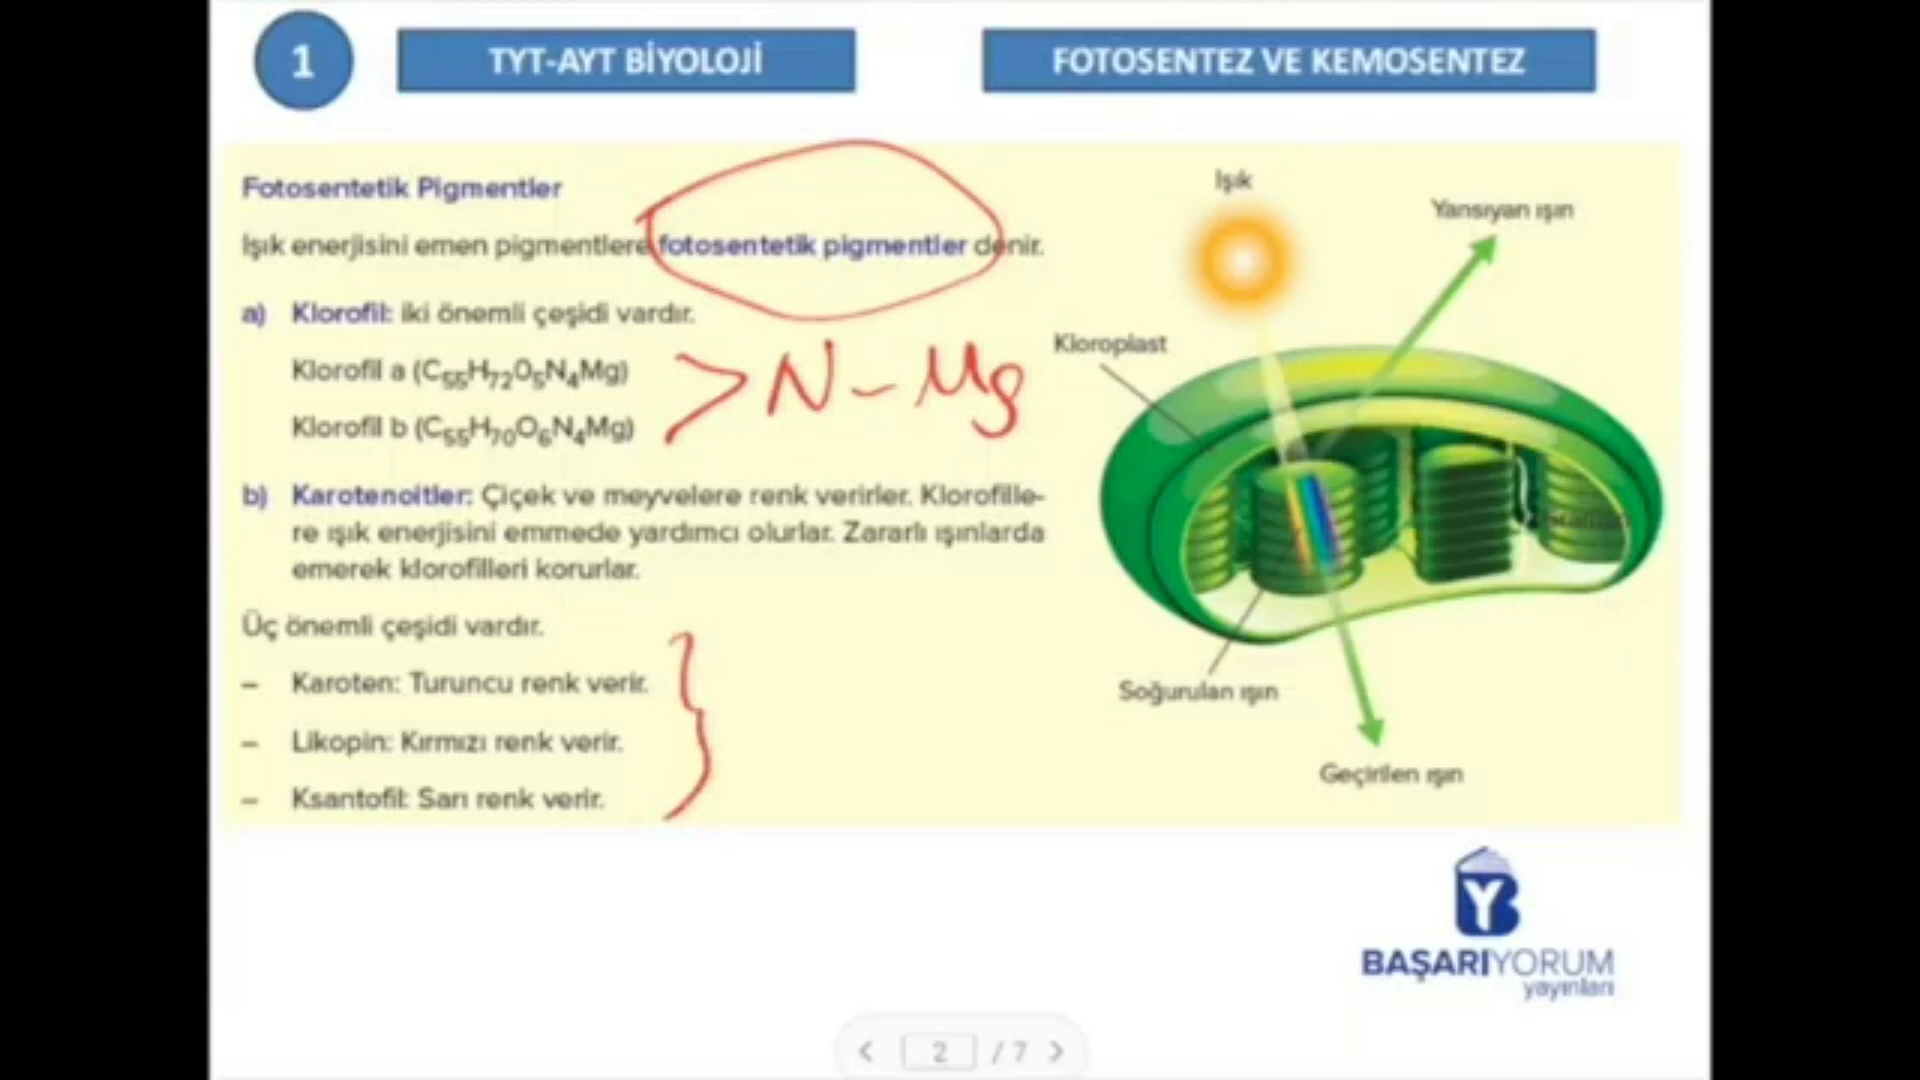 1
TYT-AYT BİYOLOJİ
FOTOSENTEZ VE KEMOSENTEZ
Fotosentetik Pigmentler
Işık enerjisini emen pigmentlere fotosentetik pigmentler denir.
a) Klorofil: iki önemli çeşidi vardır.
Klorofil a (C55H72O5N4Mg)
Klorofil b (C55H70O6N4Mg)
> N - Mg
b) Karotenoitler: Çiçek ve meyvelere renk verirler. Klorofille-
re ışık enerjisini emmede yardımcı olurlar. Zararlı ışınlarda
emerek klorofilleri korurlar.
Üç önemli çeşidi vardır.
– Karoten: Turuncu renk verir.
– Likopin: Kırmızı renk verir.
– Ksantofil: Sarı renk verir.
Işık
Yansıyan ışın
Kloroplast
Soğurulan ışın
Geçirilen ışın
BAŞARIYORUM
yayınları
< 2 / 7 >